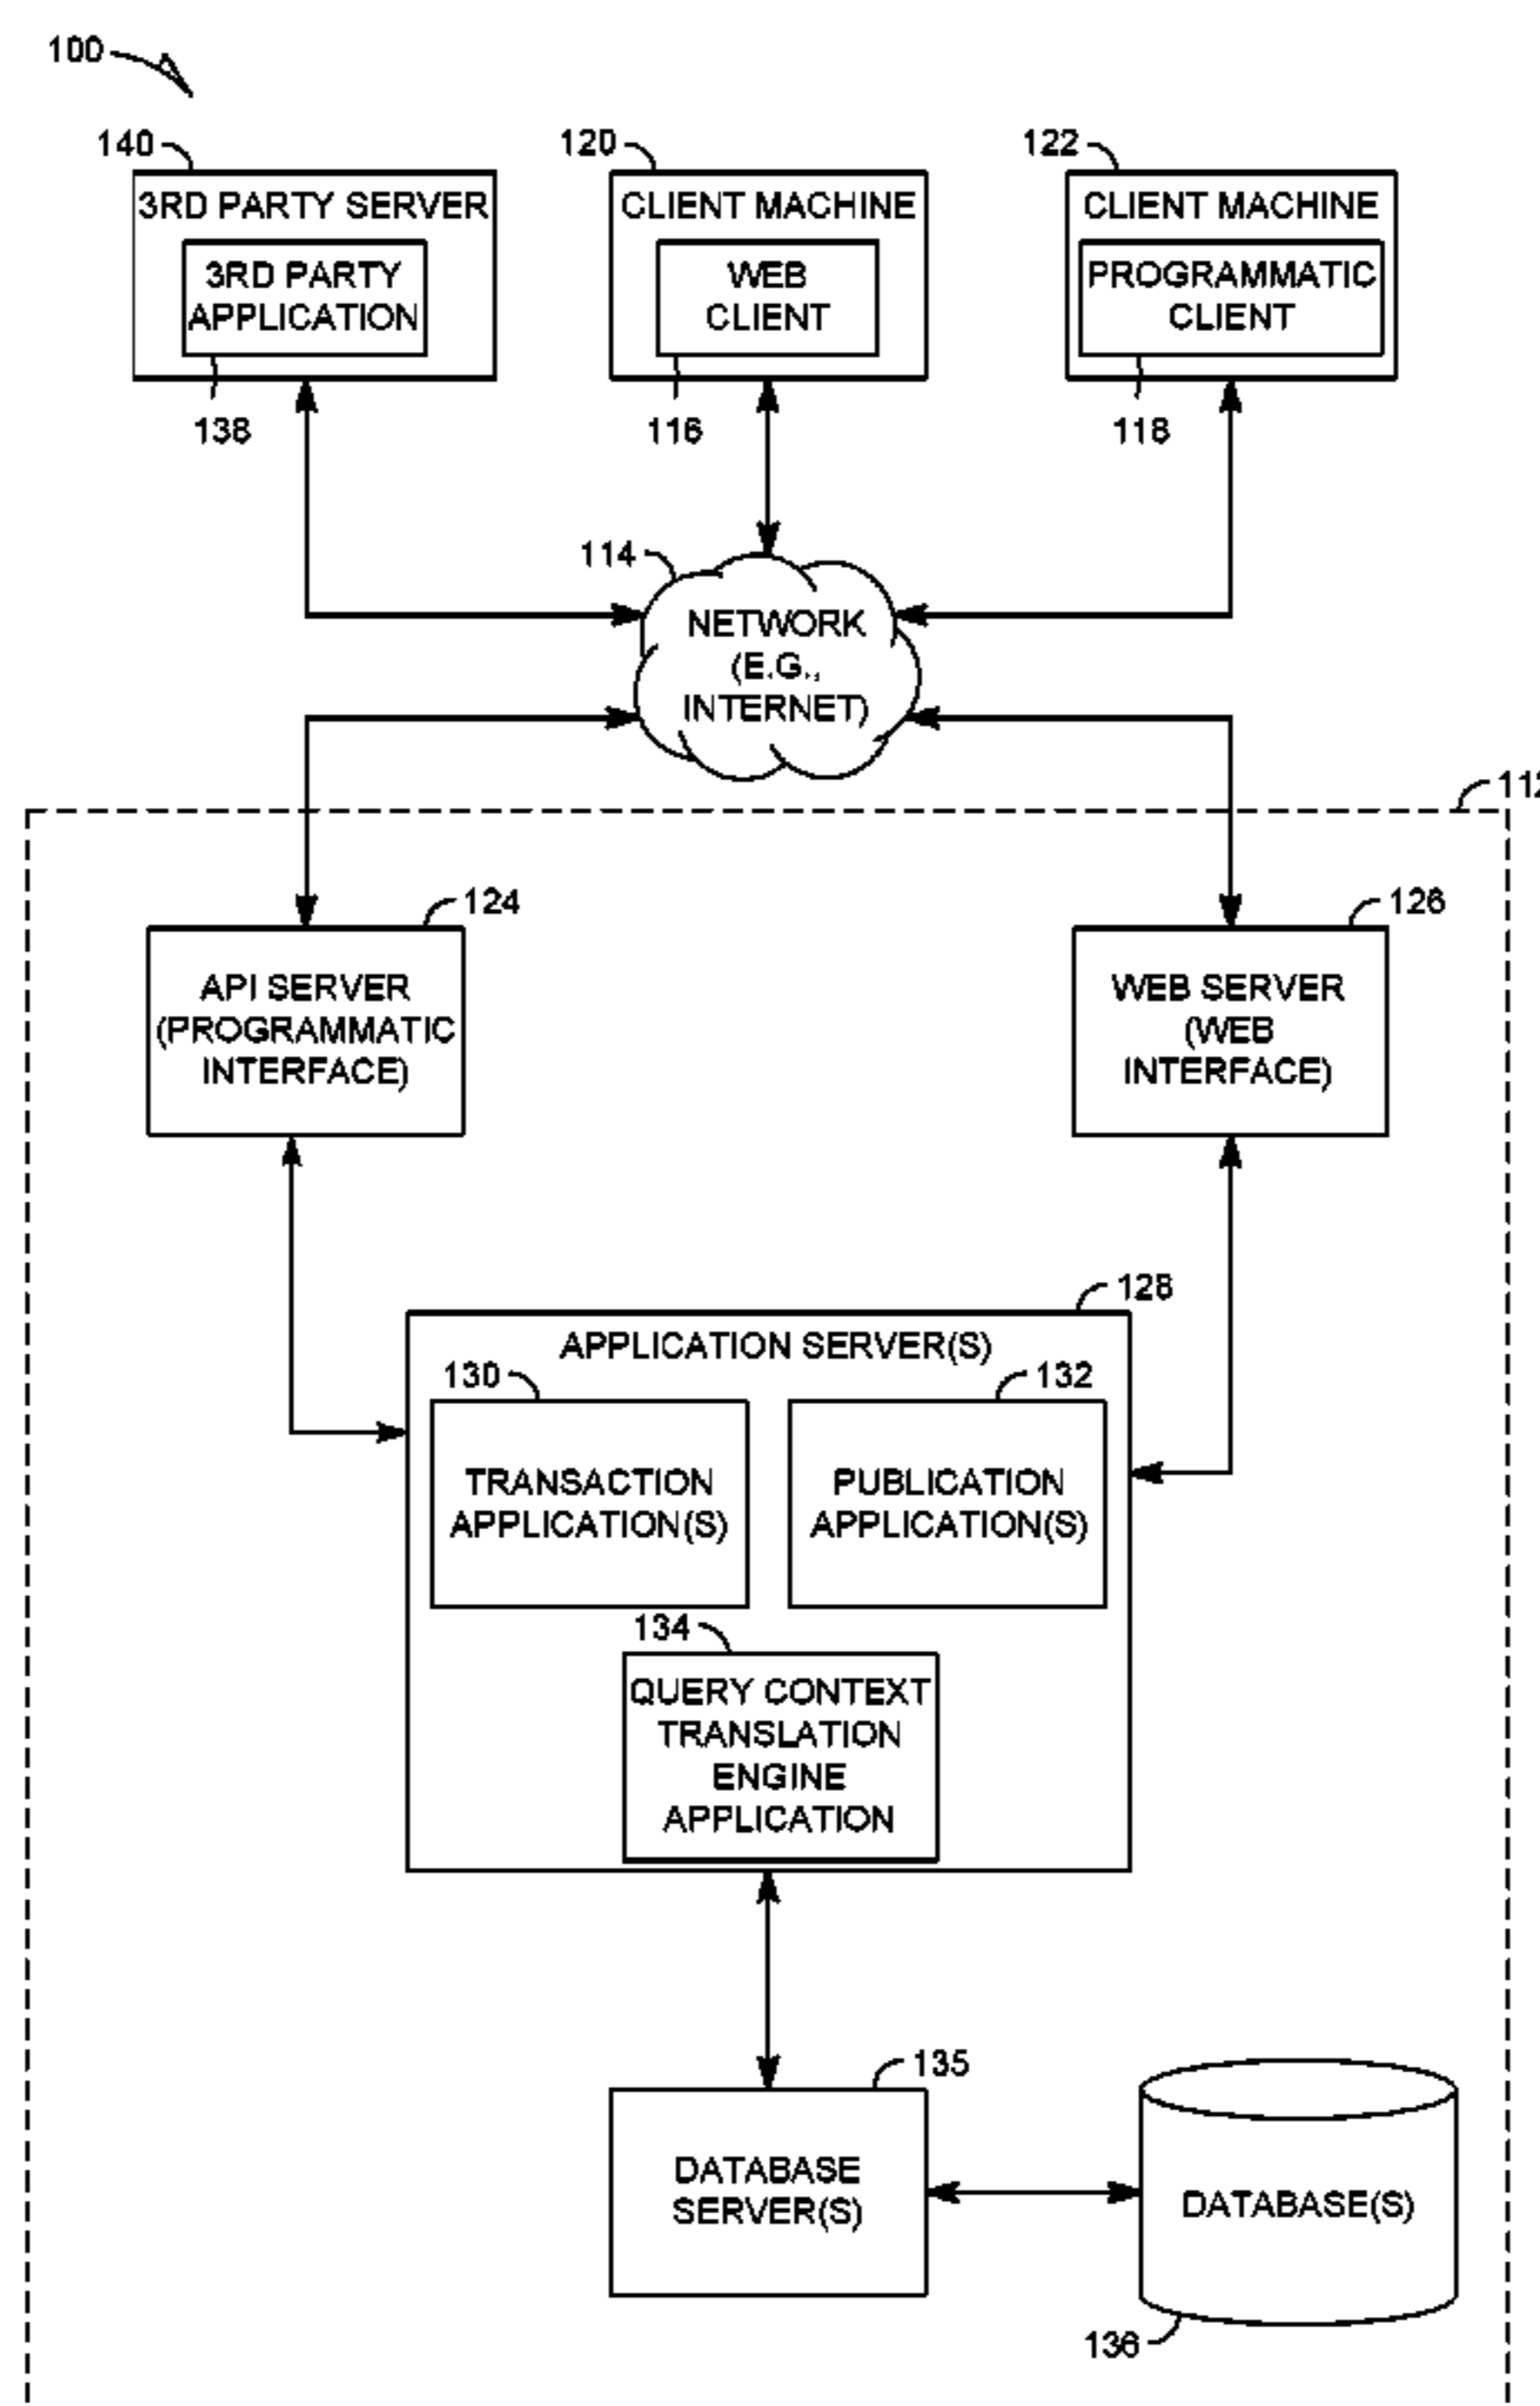 100
140
120
122
3RD PARTY SERVER
3RD PARTY
APPLICATION
138
CLIENT MACHINE
WEB
CLIENT
116
CLIENT MACHINE
PROGRAMMATIC
CLIENT
118
114
NETWORK
(E.G.,
INTERNET)
112
124
API SERVER
(PROGRAMMATIC
INTERFACE)
126
WEB SERVER
(WEB
INTERFACE)
128
APPLICATION SERVER(S)
130
TRANSACTION
APPLICATION(S)
132
PUBLICATION
APPLICATION(S)
134
QUERY CONTEXT
TRANSLATION
ENGINE
APPLICATION
135
DATABASE
SERVER(S)
DATABASE(S)
136